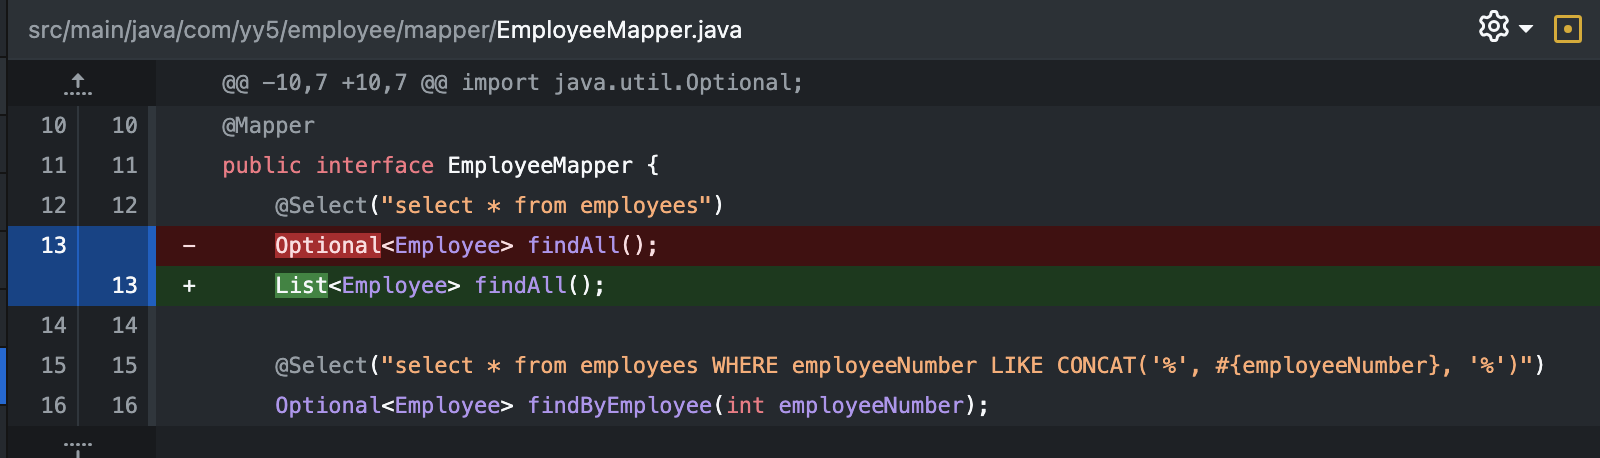 src/main/java/com/yy5/employee/mapper/EmployeeMapper.java
@@ -10,7 +10,7 @@ import java.util.Optional;
10 10 @Mapper
11 11 public interface EmployeeMapper {
12 12 @Select("select * from employees")
13 - Optional<Employee> findAll();
13 + List<Employee> findAll();
14 14
15 15 @Select("select * from employees WHERE employeeNumber LIKE CONCAT('%', #{employeeNumber}, '%')")
16 16 Optional<Employee> findByEmployee(int employeeNumber);